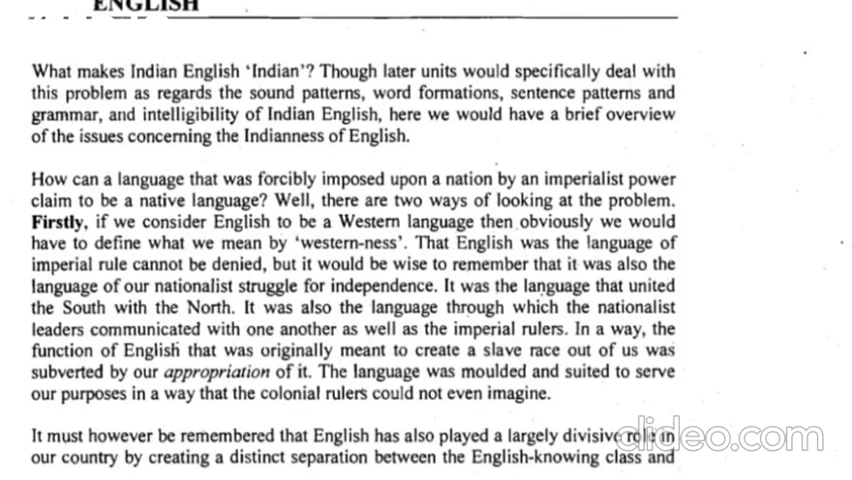 ENGLISH
What makes Indian English 'Indian'? Though later units would specifically deal with
this problem as regards the sound patterns, word formations, sentence patterns and
grammar, and intelligibility of Indian English, here we would have a brief overview
of the issues concerning the Indianness of English.
How can a language that was forcibly imposed upon a nation by an imperialist power
claim to be a native language? Well, there are two ways of looking at the problem.
Firstly, if we consider English to be a Western language then obviously we would
have to define what we mean by 'western-ness'. That English was the language of
imperial rule cannot be denied, but it would be wise to remember that it was also the
language of our nationalist struggle for independence. It was the language that united
the South with the North. It was also the language through which the nationalist
leaders communicated with one another as well as the imperial rulers. In a way, the
function of English that was originally meant to create a slave race out of us was
subverted by our appropriation of it. The language was moulded and suited to serve
our purposes in a way that the colonial rulers could not even imagine.
It must however be remembered that English has also played a largely divisive role in
our country by creating a distinct separation between the English-knowing class and
clideo.com